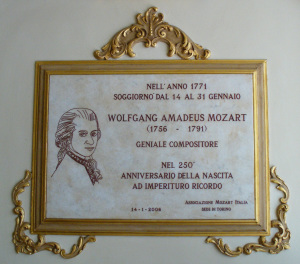 NELL'ANNO 1771
SOGGIORNÒ DAL 14 AL 31 GENNAIO
WOLFGANG AMADEUS MOZART
(1756 - 1791)
GENIALE COMPOSITORE
NEL 250°
ANNIVERSARIO DELLA NASCITA
AD IMPERITURO RICORDO
14-1-2006
ASSOCIAZIONE MOZART ITALIA
SEDE DI TORINO